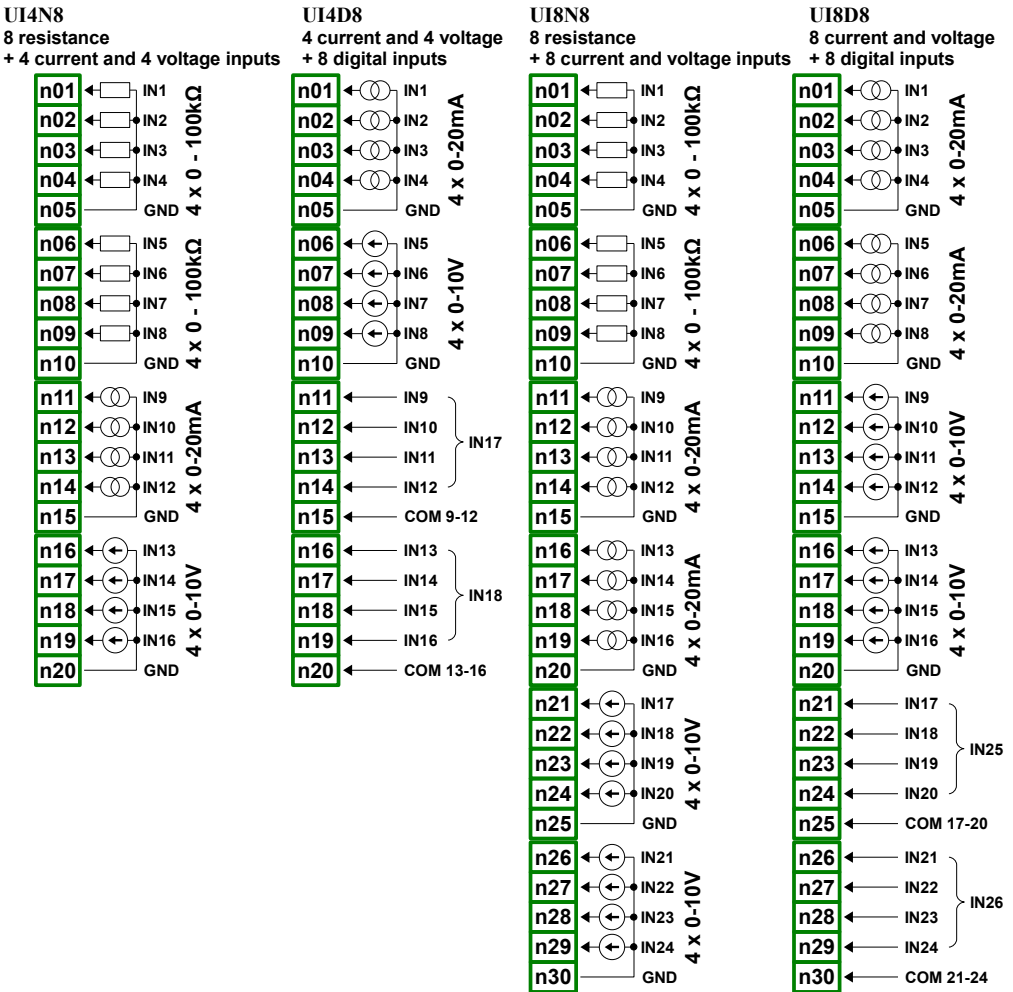 UI4N8
8 resistance
+ 4 current and 4 voltage inputs
n01 IN1
n02 IN2
n03 IN3
n04 IN4
n05 GND
4 x 0 - 100kΩ
n06 IN5
n07 IN6
n08 IN7
n09 IN8
n10 GND
4 x 0 - 100kΩ
n11 IN9
n12 IN10
n13 IN11
n14 IN12
n15 GND
4 x 0-20mA
n16 IN13
n17 IN14
n18 IN15
n19 IN16
n20 GND
4 x 0-10V
UI4D8
4 current and 4 voltage
+ 8 digital inputs
n01 IN1
n02 IN2
n03 IN3
n04 IN4
n05 GND
4 x 0-20mA
n06 IN5
n07 IN6
n08 IN7
n09 IN8
n10 GND
4 x 0-10V
n11 IN9
n12 IN10
n13 IN11
n14 IN12
IN17
n15 COM 9-12
n16 IN13
n17 IN14
n18 IN15
n19 IN16
IN18
n20 COM 13-16
UI8N8
8 resistance
+ 8 current and voltage inputs
n01 IN1
n02 IN2
n03 IN3
n04 IN4
n05 GND
4 x 0 - 100kΩ
n06 IN5
n07 IN6
n08 IN7
n09 IN8
n10 GND
4 x 0 - 100kΩ
n11 IN9
n12 IN10
n13 IN11
n14 IN12
n15 GND
4 x 0-20mA
n16 IN13
n17 IN14
n18 IN15
n19 IN16
n20 GND
4 x 0-20mA
n21 IN17
n22 IN18
n23 IN19
n24 IN20
n25 GND
4 x 0-10V
n26 IN21
n27 IN22
n28 IN23
n29 IN24
n30 GND
4 x 0-10V
UI8D8
8 current and voltage
+ 8 digital inputs
n01 IN1
n02 IN2
n03 IN3
n04 IN4
n05 GND
4 x 0-20mA
n06 IN5
n07 IN6
n08 IN7
n09 IN8
n10 GND
4 x 0-20mA
n11 IN9
n12 IN10
n13 IN11
n14 IN12
n15 GND
4 x 0-10V
n16 IN13
n17 IN14
n18 IN15
n19 IN16
n20 GND
4 x 0-10V
n21 IN17
n22 IN18
n23 IN19
n24 IN20
IN25
n25 COM 17-20
n26 IN21
n27 IN22
n28 IN23
n29 IN24
IN26
n30 COM 21-24